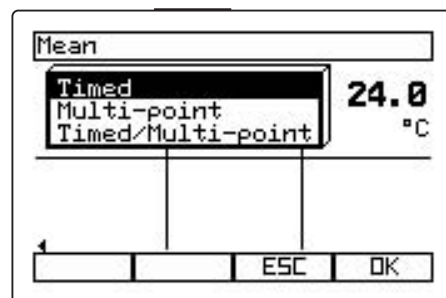 Mean
Timed
Multi-point
Timed/Multi-point
24.0
°C
ESC OK